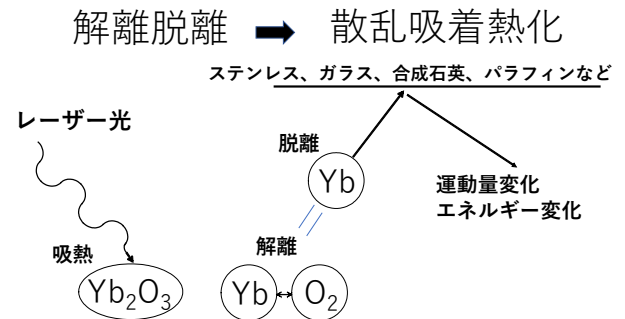 解離脱離 ➡ 散乱吸着熱化
ステンレス、ガラス、合成石英、パラフィンなど
レーザー光
脱離
Yb
運動量変化
エネルギー変化
吸熱
解離
Yb₂O₃
Yb
O₂